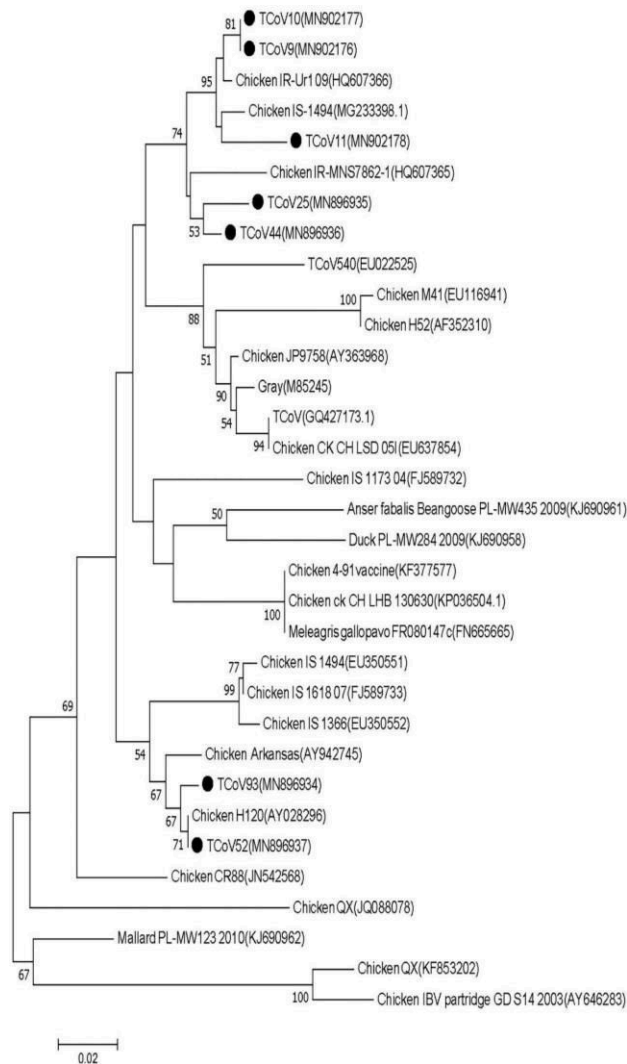 81
TCoV10(MN902177)
TCoV9(MN902176)
95
Chicken IR-Ur1 09(HQ607366)
Chicken IS-1494(MG233398.1)
74
TCoV11(MN902178)
Chicken IR-MNS7862-1(HQ607365)
TCoV25(MN896935)
53
TCoV44(MN896936)
TCoV540(EU022525)
88
100
Chicken M41(EU116941)
Chicken H52(AF352310)
51
Chicken JP9758(AY363968)
90
Gray(M85245)
54
TCoV(GQ427173.1)
94
Chicken CK CH LSD 05I(EU637854)
Chicken IS 1173 04(FJ589732)
50
Anser fabalis Beangoose PL-MW435 2009(KJ690961)
Duck PL-MW284 2009(KJ690958)
Chicken 4-91vaccine(KF377577)
Chicken ck CH LHB 130630(KP036504.1)
100
Meleagris gallopavo FR080147c(FN665665)
77
Chicken IS 1494(EU350551)
99
Chicken IS 1618 07(FJ589733)
Chicken IS 1366(EU350552)
69
54
Chicken Arkansas(AY942745)
67
TCoV93(MN896934)
67
Chicken H120(AY028296)
71
TCoV52(MN896937)
Chicken CR88(JN542568)
Chicken QX(JQ088078)
Mallard PL-MW123 2010(KJ690962)
67
Chicken QX(KF853202)
100
Chicken IBV partridge GD S14 2003(AY646283)
0.02